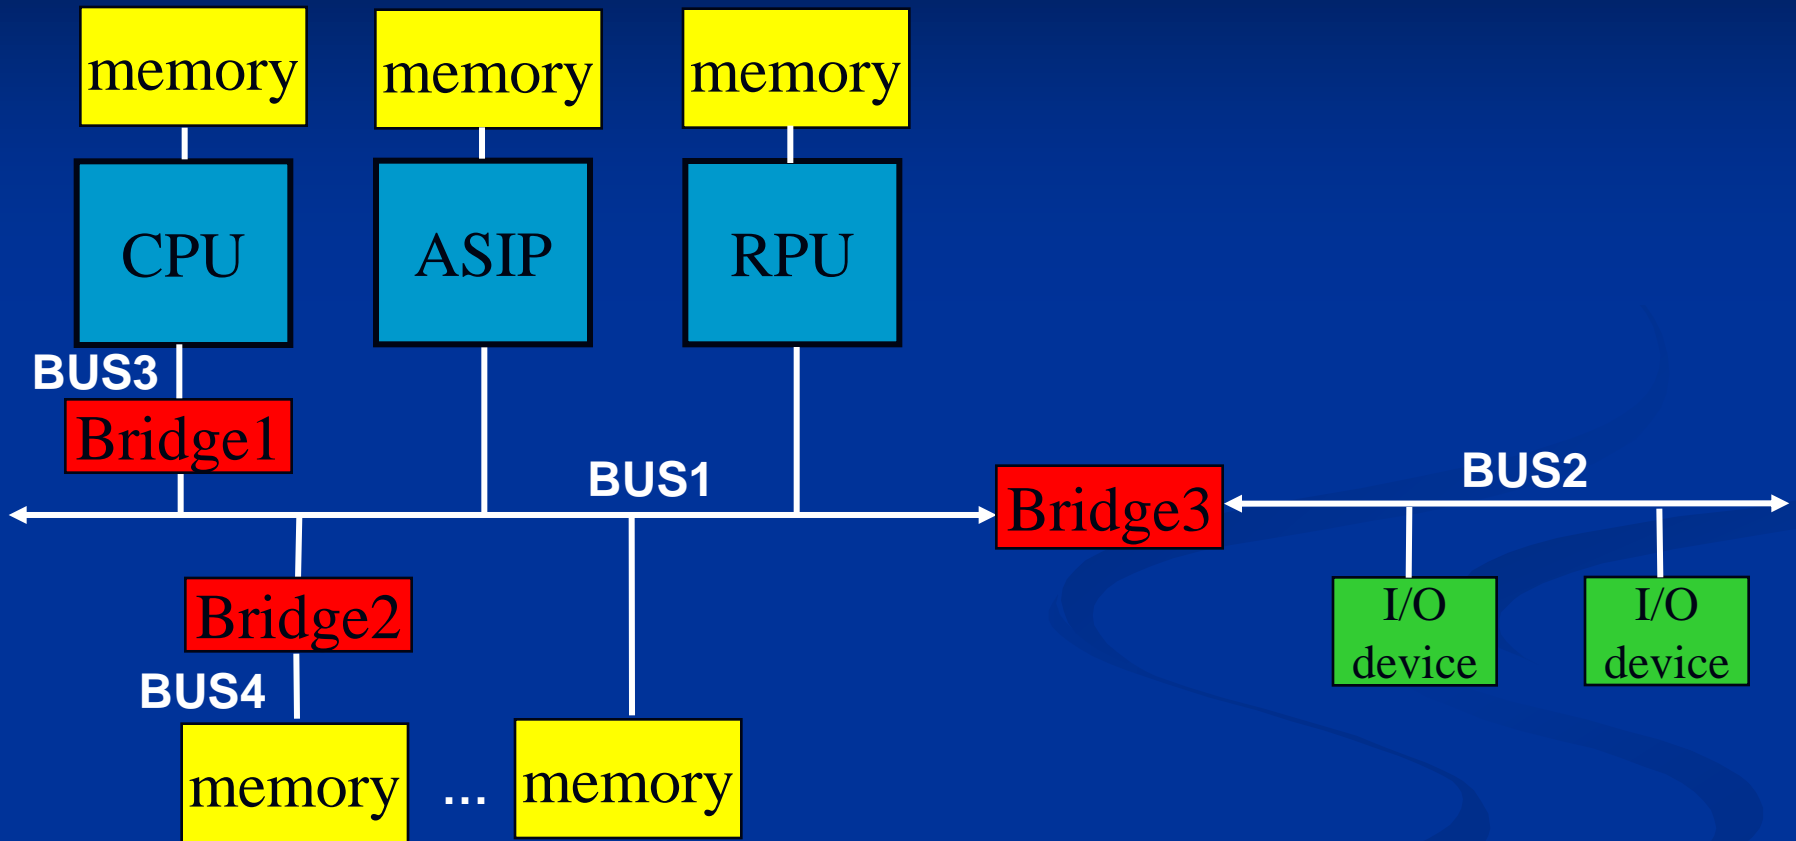 memory
memory
memory
CPU
ASIP
RPU
BUS3
Bridge1
BUS1
Bridge3
BUS2
Bridge2
I/O
device
I/O
device
BUS4
memory
...
memory